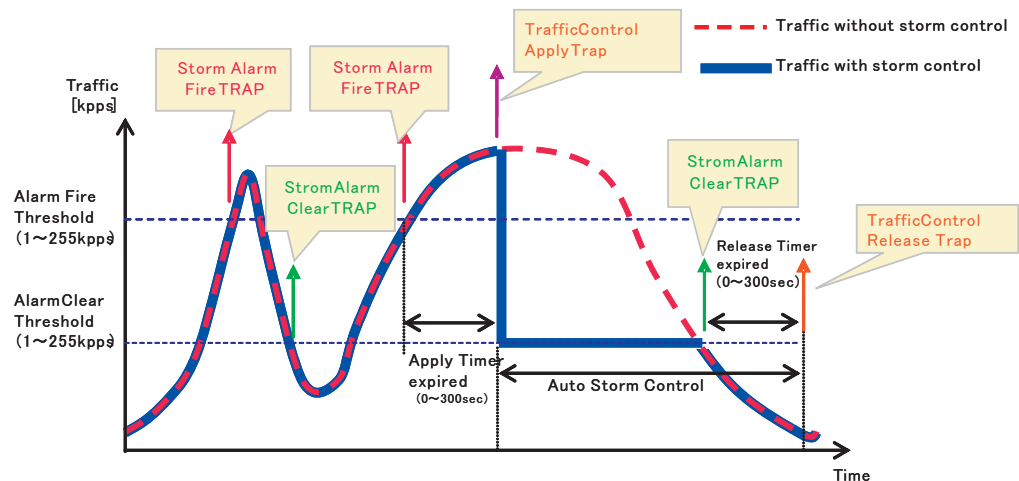 TrafficControl
ApplyTrap
Traffic without storm control
Traffic with storm control
Storm Alarm
FireTRAP
Storm Alarm
FireTRAP
Traffic
[kpps]
StromAlarm
ClearTRAP
StromAlarm
ClearTRAP
Alarm Fire
Threshold
(1～255kpps)
TrafficControl
Release Trap
Release Timer
expired
(0～300sec)
AlarmClear
Threshold
(1～255kpps)
Apply Timer
expired
(0～300sec)
Auto Storm Control
Time